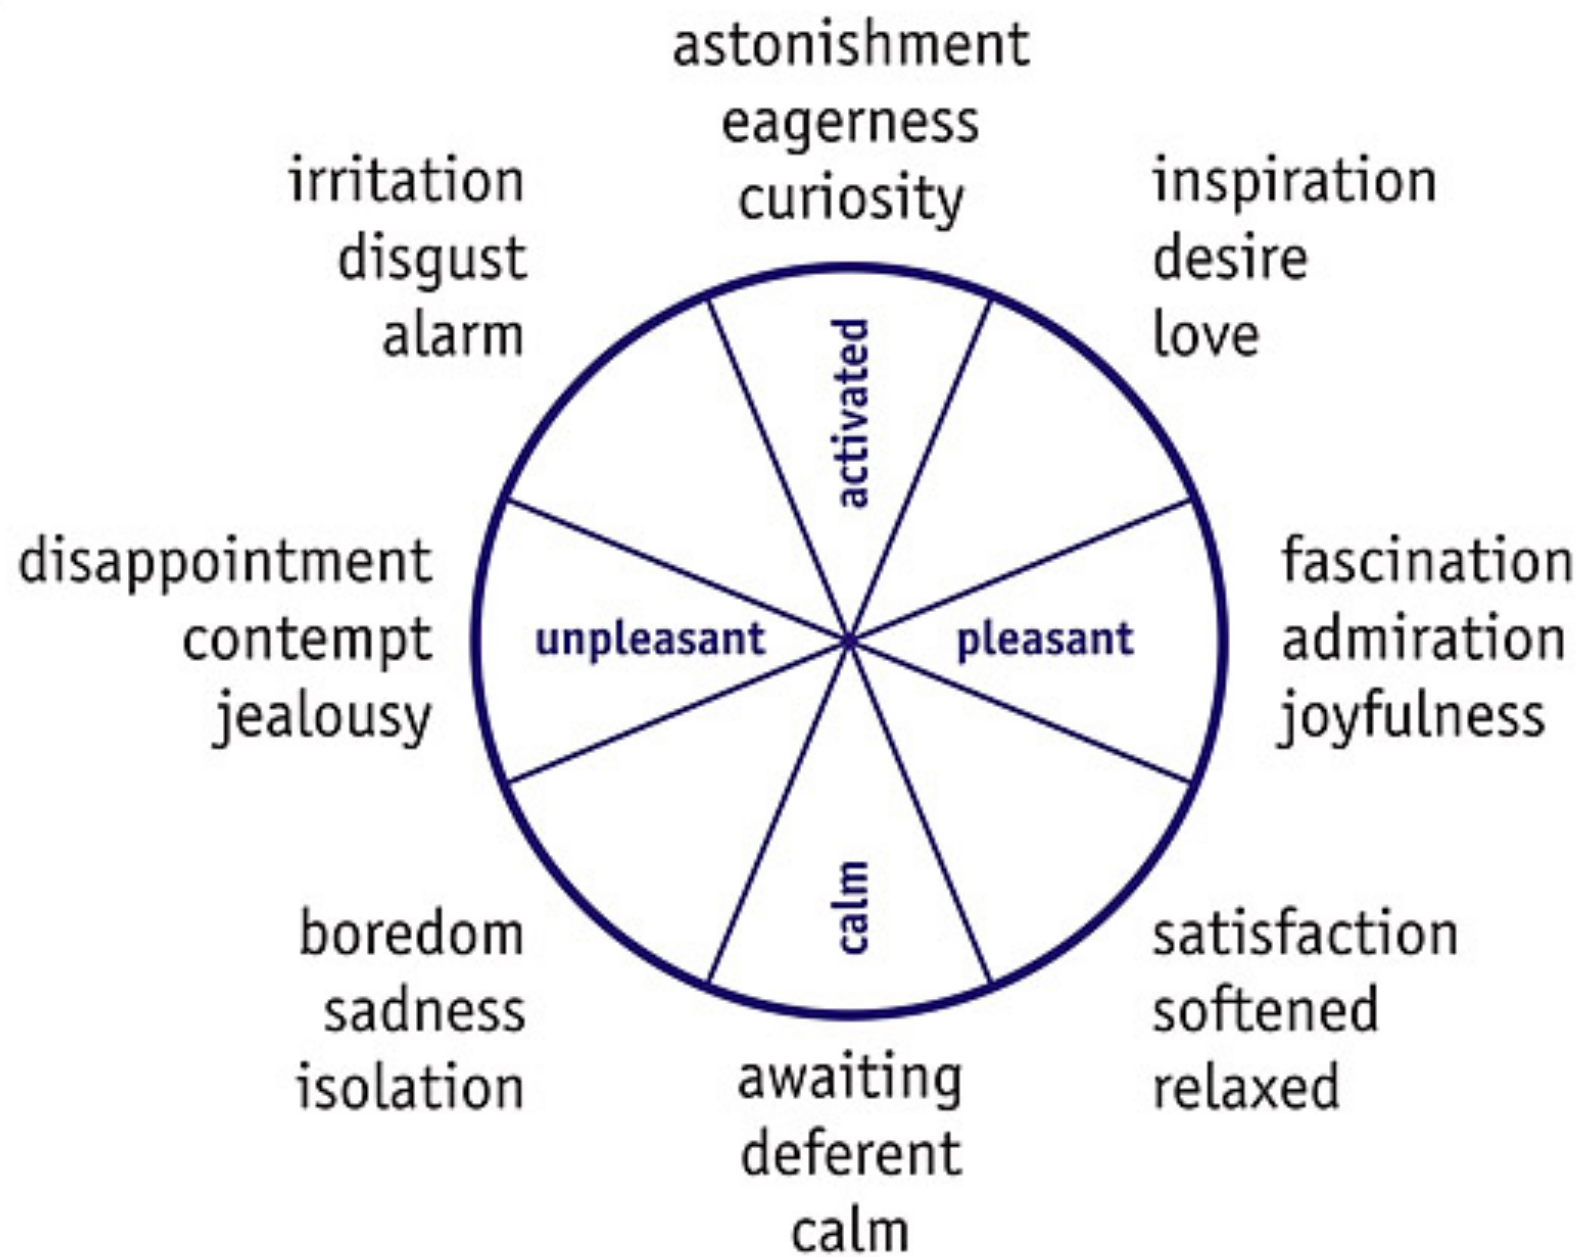 astonishment
eagerness
curiosity
irritation
disgust
alarm
inspiration
desire
love
activated
disappointment
contempt
jealousy
unpleasant
pleasant
fascination
admiration
joyfulness
calm
boredom
sadness
isolation
satisfaction
softened
relaxed
awaiting
deferent
calm